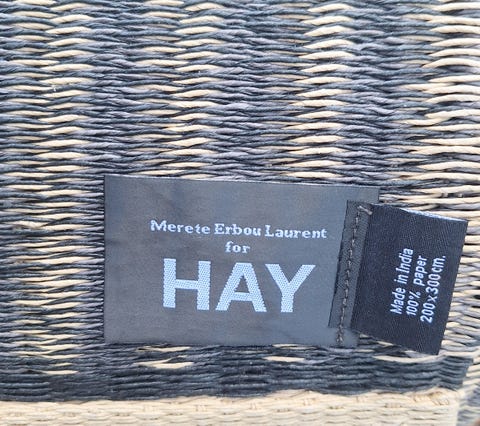 Merete Erbou Laurent
for
HAY
Made in India
100% paper
200x300cm.